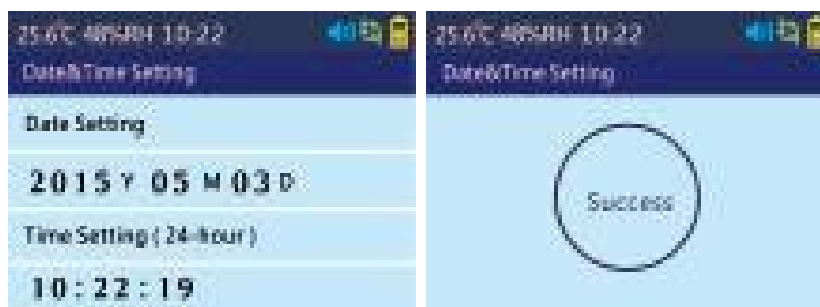 25.6℃ 48%RH 10:22
Date&Time Setting
Date Setting
2015 Y 05 M 03 D
Time Setting ( 24-hour )
10 : 22 : 19
25.6℃ 48%RH 10:22
Date&Time Setting
Success